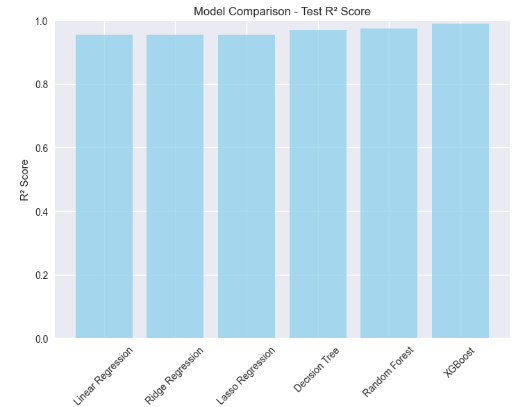 Model Comparison - Test R² Score
R² Score
1.0
0.8
0.6
0.4
0.2
0.0
Linear Regression
Ridge Regression
Lasso Regression
Decision Tree
Random Forest
XGBoost